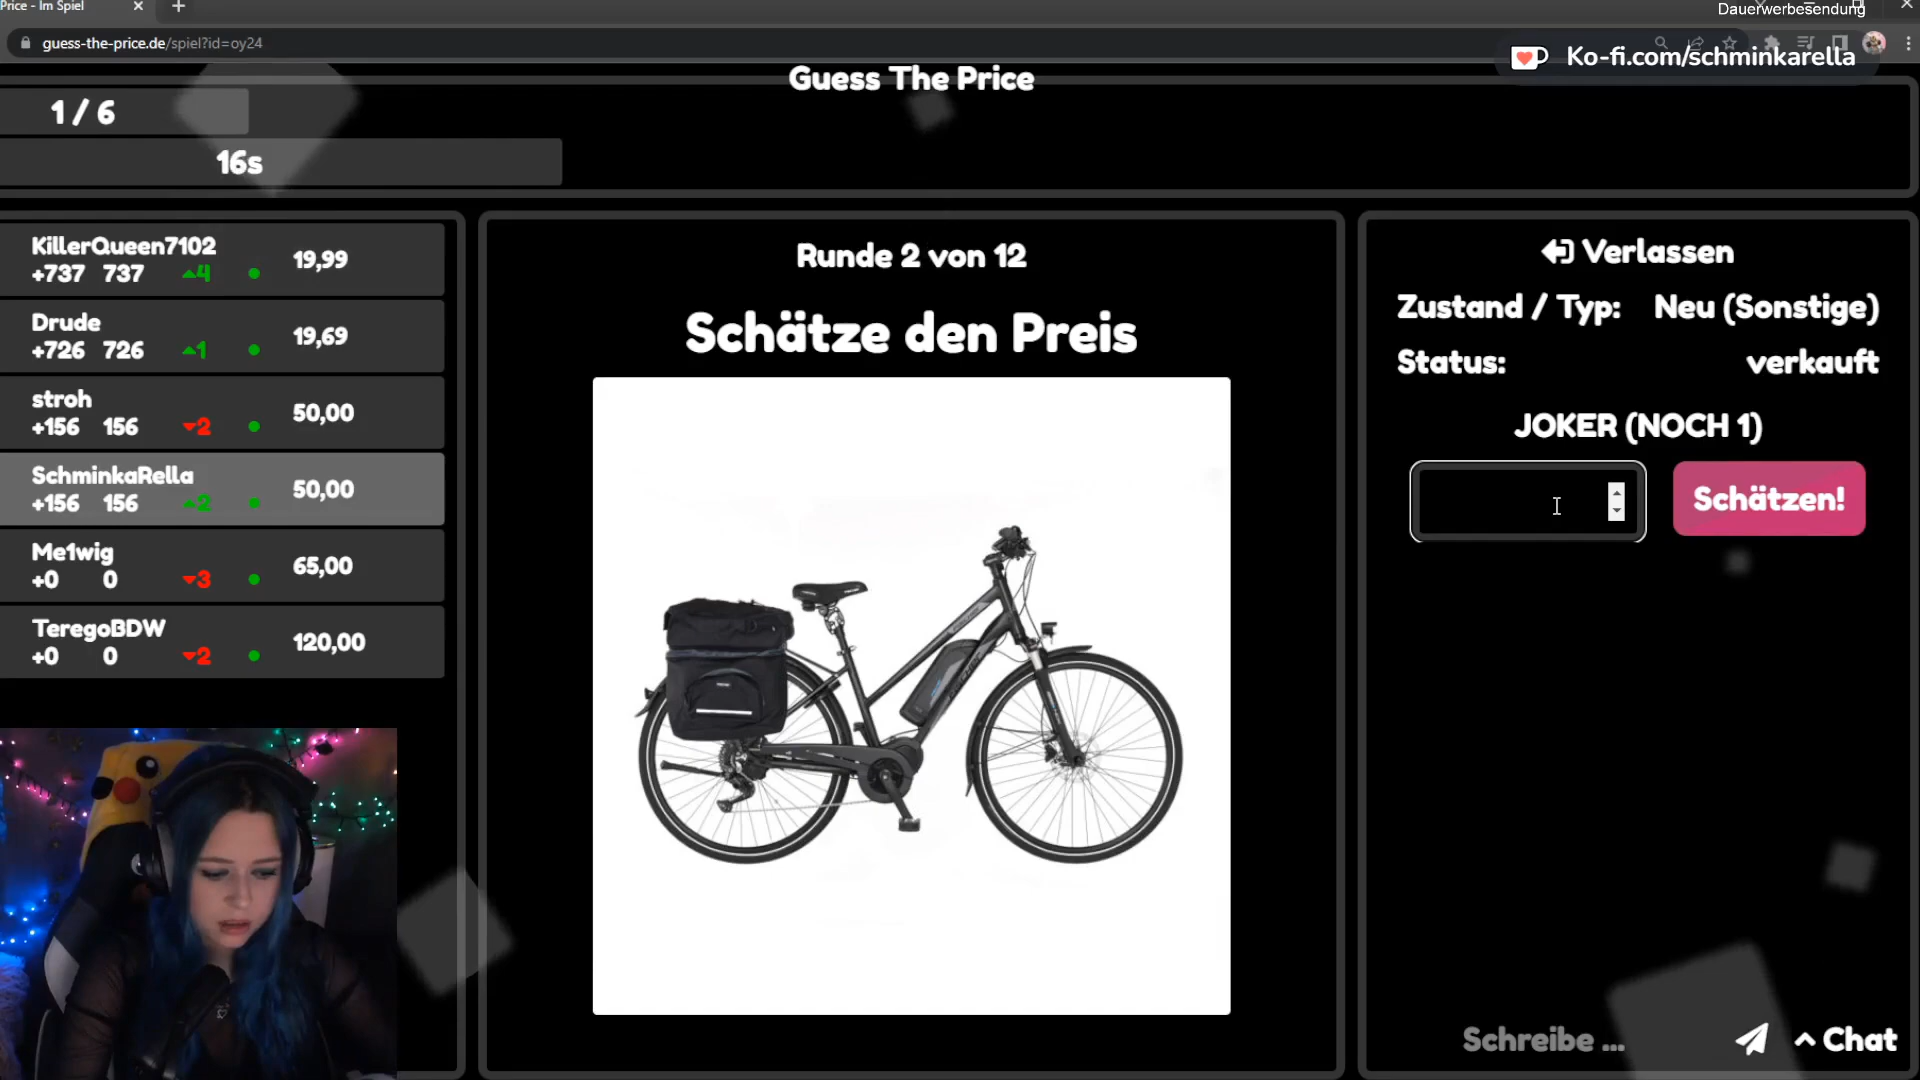 Price - Im Spiel
Dauerwerbesendung
guess-the-price.de/spiel?id=oy24
Ko-fi.com/schminkarella
Guess The Price
1 / 6
16s
KillerQueen7102
+737 737 4
19,99
Drude
+726 726 1
19,69
stroh
+156 156 2
50,00
SchminkaRella
+156 156 2
50,00
Me1wig
+0 0 3
65,00
TeregoBDW
+0 0 2
120,00
Runde 2 von 12
Schätze den Preis
Verlassen
Zustand / Typ: Neu (Sonstige)
Status: verkauft
JOKER (NOCH 1)
Schätzen!
Schreibe ...
Chat